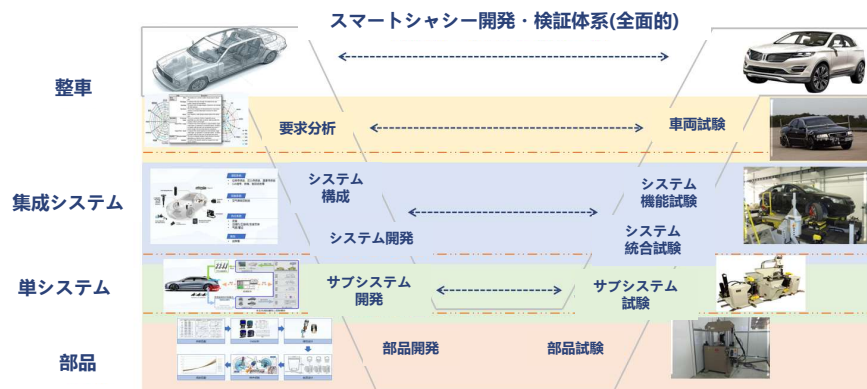 スマートシャシー開発・検証体系(全面的)
整車
要求分析
車両試験
集成システム
システム
構成
システム
機能試験
システム開発
システム
統合試験
単システム
サブシステム
開発
サブシステム
試験
部品
部品開発
部品試験